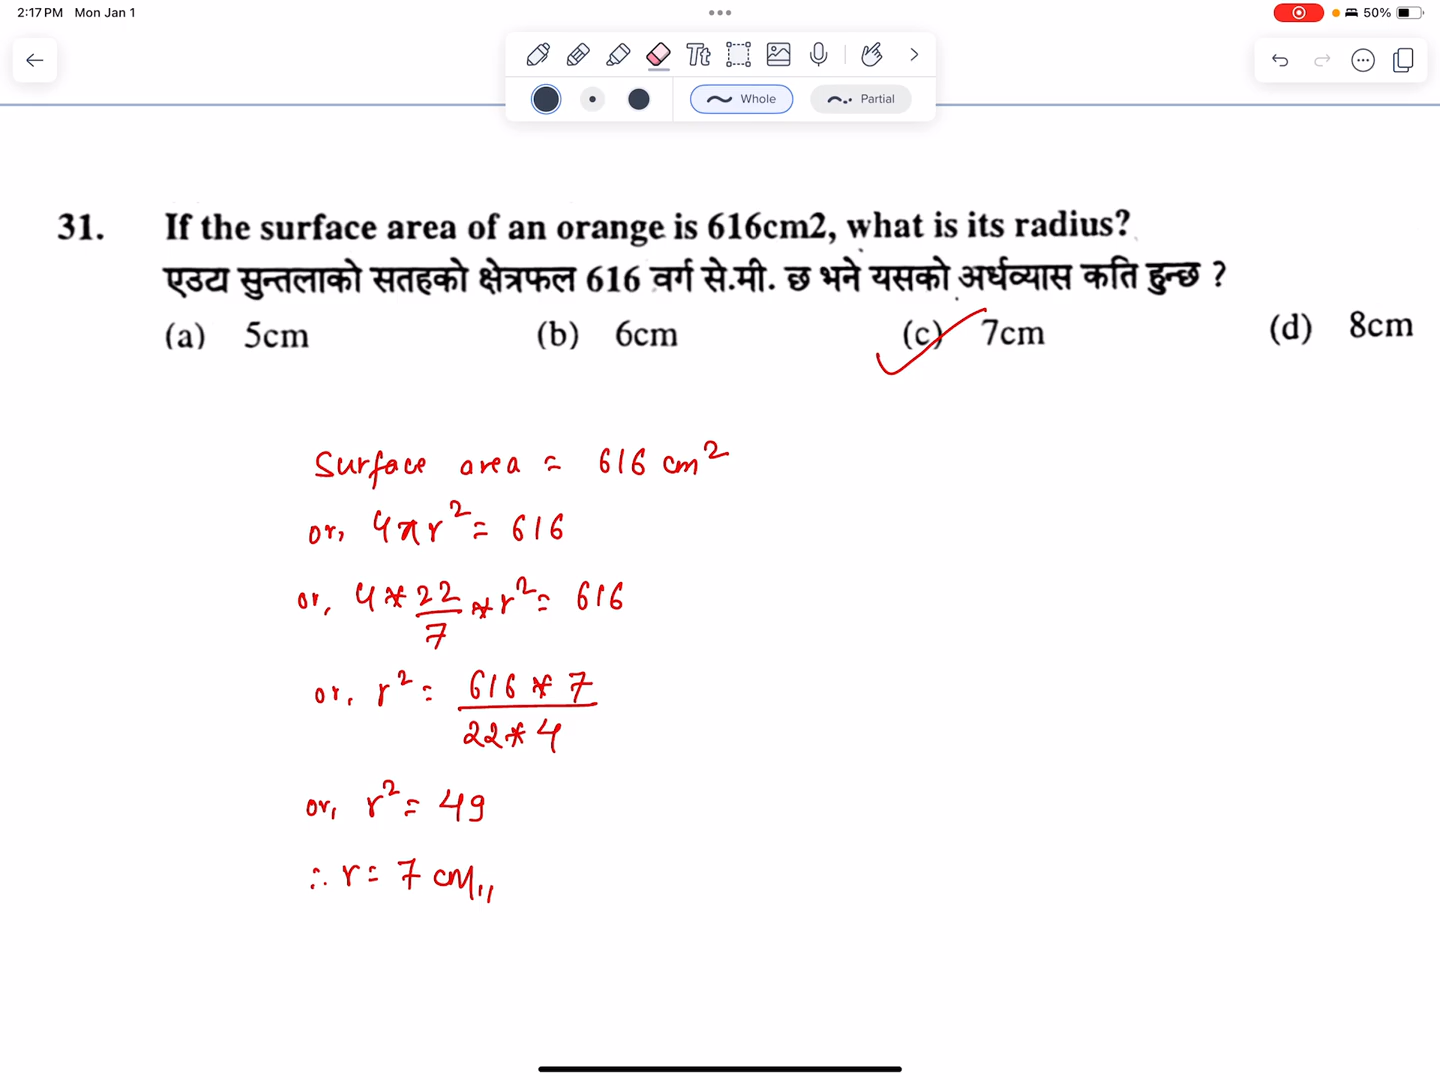 2:17 PM Mon Jan 1
50%
Tt
Whole
Partial
31. If the surface area of an orange is 616cm2, what is its radius?
एउटा सुन्तलाको सतहको क्षेत्रफल 616 वर्ग से.मी. छ भने यसको अर्धव्यास कति हुन्छ ?
(a) 5cm (b) 6cm (c) 7cm (d) 8cm
Surface area = 616 cm²
or, 4πr² = 616
or, 4 * 22/7 * r² = 616
or, r² = 616 * 7 / 22 * 4
or, r² = 49
∴ r = 7 cm,,